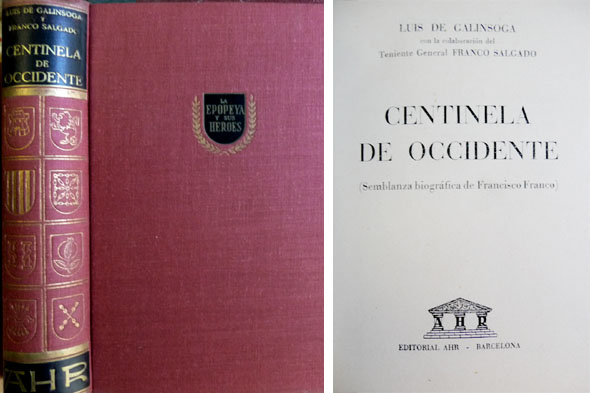 LUIS DE GALINSOGA
Y
FRANCO SALGADO
CENTINELA
DE
OCCIDENTE
AHR
LA
EPOPEYA
Y SUS
HEROES
LUIS DE GALINSOGA
con la colaboración del
Teniente General FRANCO SALGADO
CENTINELA
DE OCCIDENTE
(Semblanza biográfica de Francisco Franco)
A H R
EDITORIAL AHR - BARCELONA